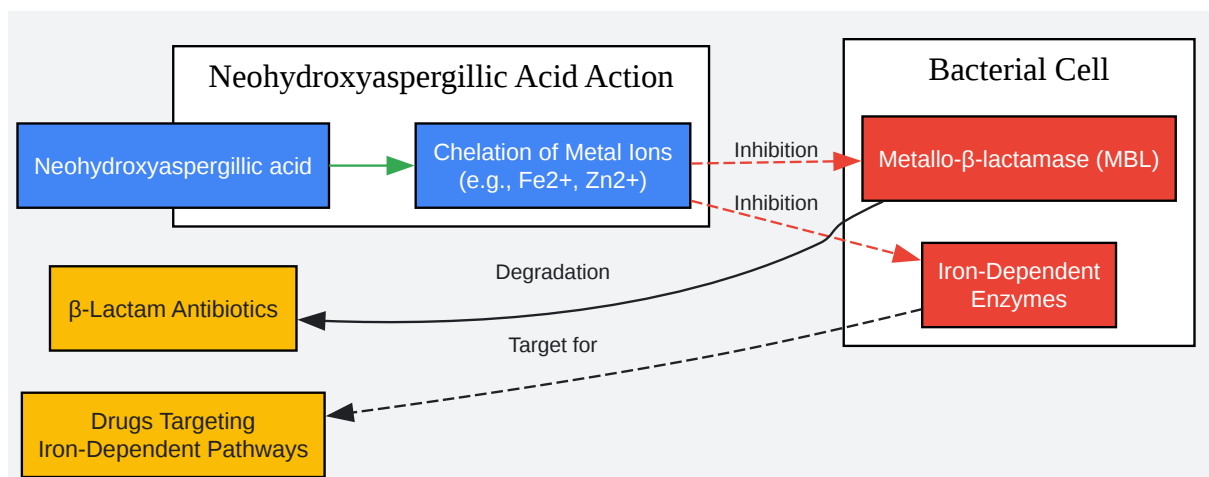 Neohydroxyaspergillic Acid Action
Bacterial Cell
Neohydroxyaspergillic acid
Chelation of Metal Ions
(e.g., Fe2+, Zn2+)
Inhibition
Metallo-β-lactamase (MBL)
Inhibition
Iron-Dependent
Enzymes
Degradation
β-Lactam Antibiotics
Target for
Drugs Targeting
Iron-Dependent Pathways